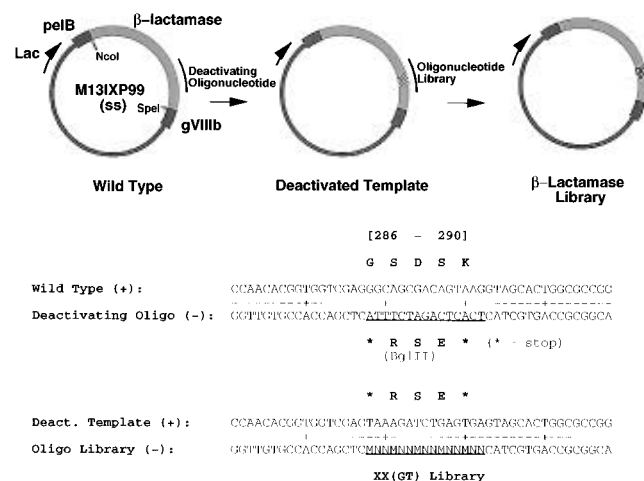 pelB
β-lactamase
Lac
NcoI
M13IXP99
(ss)
SpeI
gVIIIb
Deactivating
Oligonucleotide
Oligonucleotide
Library
Wild Type
Deactivated Template
β-Lactamase
Library
[286 - 290]
G S D S K
Wild Type (+): CCAACACGGTGGTCGAGGGCAGCGACAGTAAGGTAGCACTGGCGCCGG
Deactivating Oligo (-): GGTTGTGCCACCAGCTCATTTCTAGACTCACTCATCGTGACCGCGGCA
* R S E * (* - stop)
(BglII)
* R S E *
Deact. Template (+): CCAACACGGTGGTCGAGTAAAGATCTGAGTGAGTAGCACTGGCGCCGG
Oligo Library (-): GGTTGTGCCACCAGCTCMNNMNNMNNMNNMNNCATCGTGACCGCGGCA
XX(GT) Library